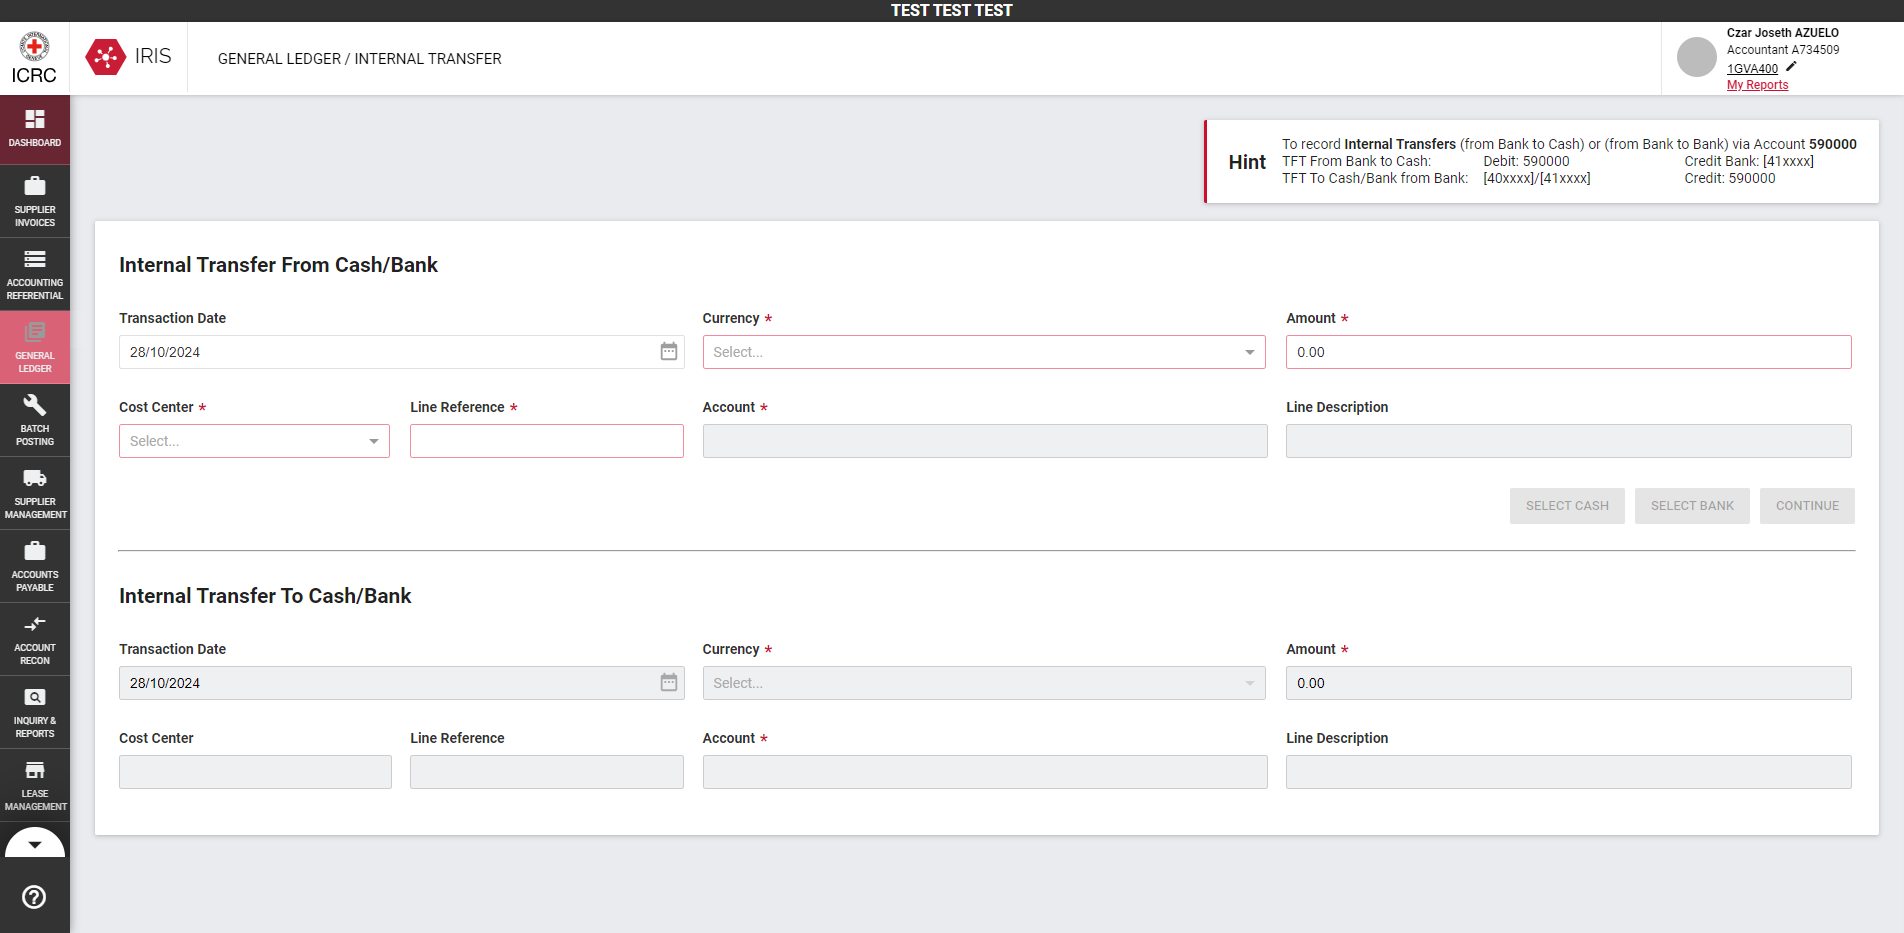 TEST TEST TEST
ICRC
IRIS
GENERAL LEDGER / INTERNAL TRANSFER
Czar Joseth AZUELO
Accountant A734509
1GVA400
My Reports
DASHBOARD
SUPPLIER
INVOICES
ACCOUNTING
REFERENTIAL
GENERAL
LEDGER
BATCH
POSTING
SUPPLIER
MANAGEMENT
ACCOUNTS
PAYABLE
ACCOUNT
RECON
INQUIRY &
REPORTS
LEASE
MANAGEMENT
Hint
To record Internal Transfers (from Bank to Cash) or (from Bank to Bank) via Account 590000
TFT From Bank to Cash: Debit: 590000 Credit Bank: [41xxxx]
TFT To Cash/Bank from Bank: [40xxxx]/[41xxxx] Credit: 590000
Internal Transfer From Cash/Bank
Transaction Date Currency * Amount *
28/10/2024 Select... 0.00
Cost Center * Line Reference * Account * Line Description
Select...
SELECT CASH SELECT BANK CONTINUE
Internal Transfer To Cash/Bank
Transaction Date Currency * Amount *
28/10/2024 Select... 0.00
Cost Center Line Reference Account * Line Description